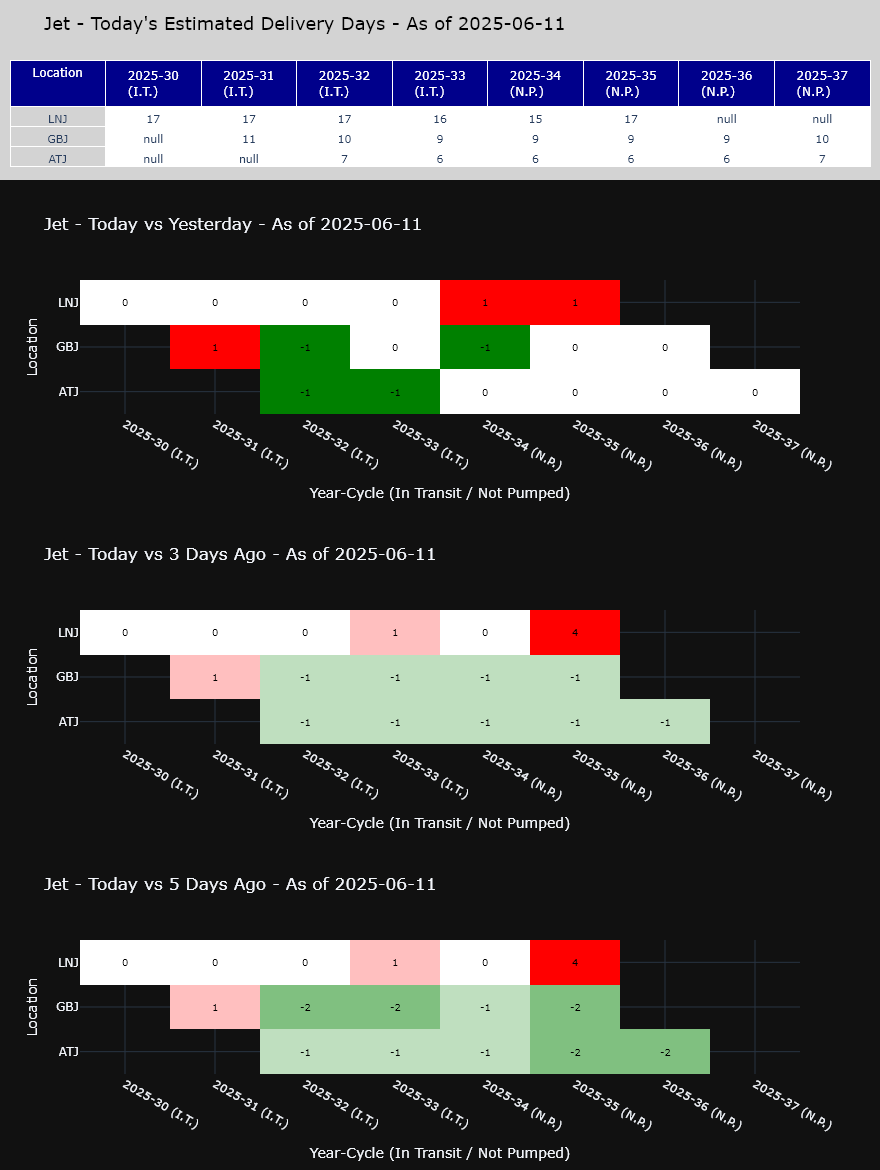 Jet - Today's Estimated Delivery Days - As of 2025-06-11
Location 2025-30 (I.T.) 2025-31 (I.T.) 2025-32 (I.T.) 2025-33 (I.T.) 2025-34 (N.P.) 2025-35 (N.P.) 2025-36 (N.P.) 2025-37 (N.P.)
LNJ 17 17 17 16 15 17 null null
GBJ null 11 10 9 9 9 9 10
ATJ null null 7 6 6 6 6 7
Jet - Today vs Yesterday - As of 2025-06-11
Location
LNJ 0 0 0 0 1 1
GBJ 1 -1 0 -1 0 0
ATJ -1 -1 0 0 0 0
2025-30 (I.T.) 2025-31 (I.T.) 2025-32 (I.T.) 2025-33 (I.T.) 2025-34 (N.P.) 2025-35 (N.P.) 2025-36 (N.P.) 2025-37 (N.P.)
Year-Cycle (In Transit / Not Pumped)
Jet - Today vs 3 Days Ago - As of 2025-06-11
Location
LNJ 0 0 0 1 0 4
GBJ 1 -1 -1 -1 -1
ATJ -1 -1 -1 -1 -1
2025-30 (I.T.) 2025-31 (I.T.) 2025-32 (I.T.) 2025-33 (I.T.) 2025-34 (N.P.) 2025-35 (N.P.) 2025-36 (N.P.) 2025-37 (N.P.)
Year-Cycle (In Transit / Not Pumped)
Jet - Today vs 5 Days Ago - As of 2025-06-11
Location
LNJ 0 0 0 1 0 4
GBJ 1 -2 -2 -1 -2
ATJ -1 -1 -1 -2 -2
2025-30 (I.T.) 2025-31 (I.T.) 2025-32 (I.T.) 2025-33 (I.T.) 2025-34 (N.P.) 2025-35 (N.P.) 2025-36 (N.P.) 2025-37 (N.P.)
Year-Cycle (In Transit / Not Pumped)